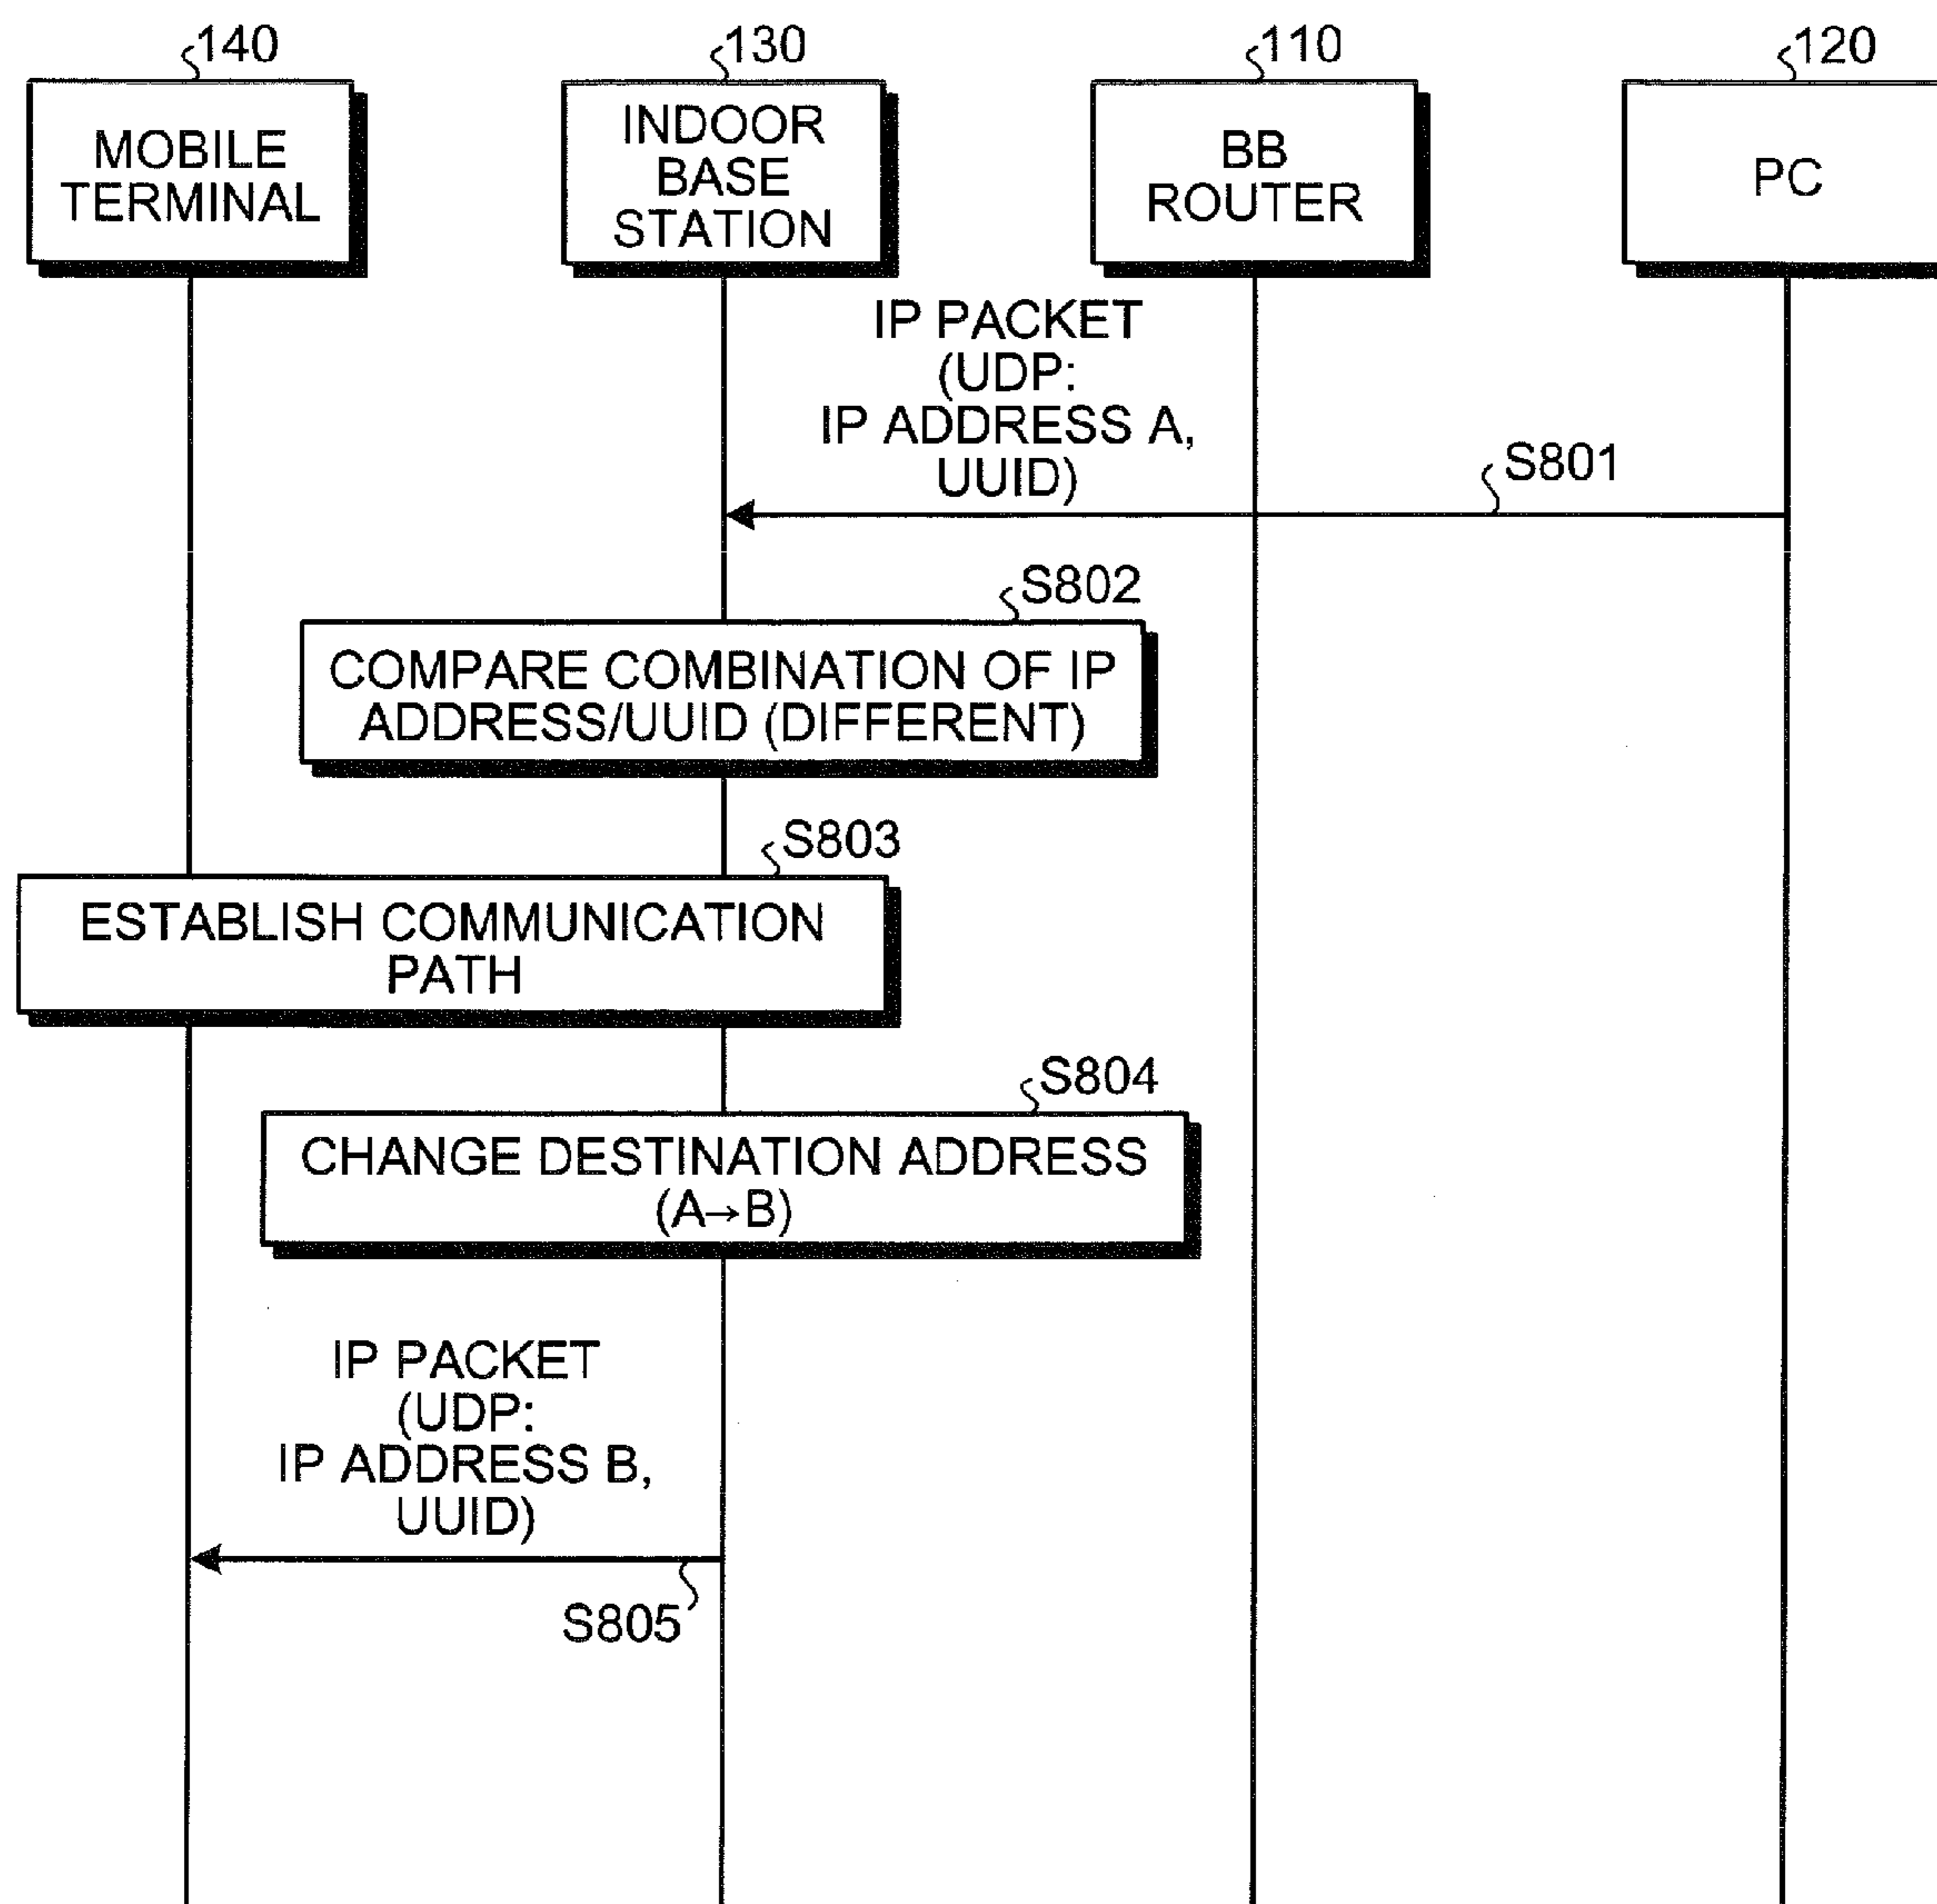 140
130
110
120
MOBILE
TERMINAL
INDOOR
BASE
STATION
BB
ROUTER
PC
IP PACKET
(UDP:
IP ADDRESS A,
UUID)
S801
S802
COMPARE COMBINATION OF IP
ADDRESS/UUID (DIFFERENT)
S803
ESTABLISH COMMUNICATION
PATH
S804
CHANGE DESTINATION ADDRESS
(A→B)
IP PACKET
(UDP:
IP ADDRESS B,
UUID)
S805